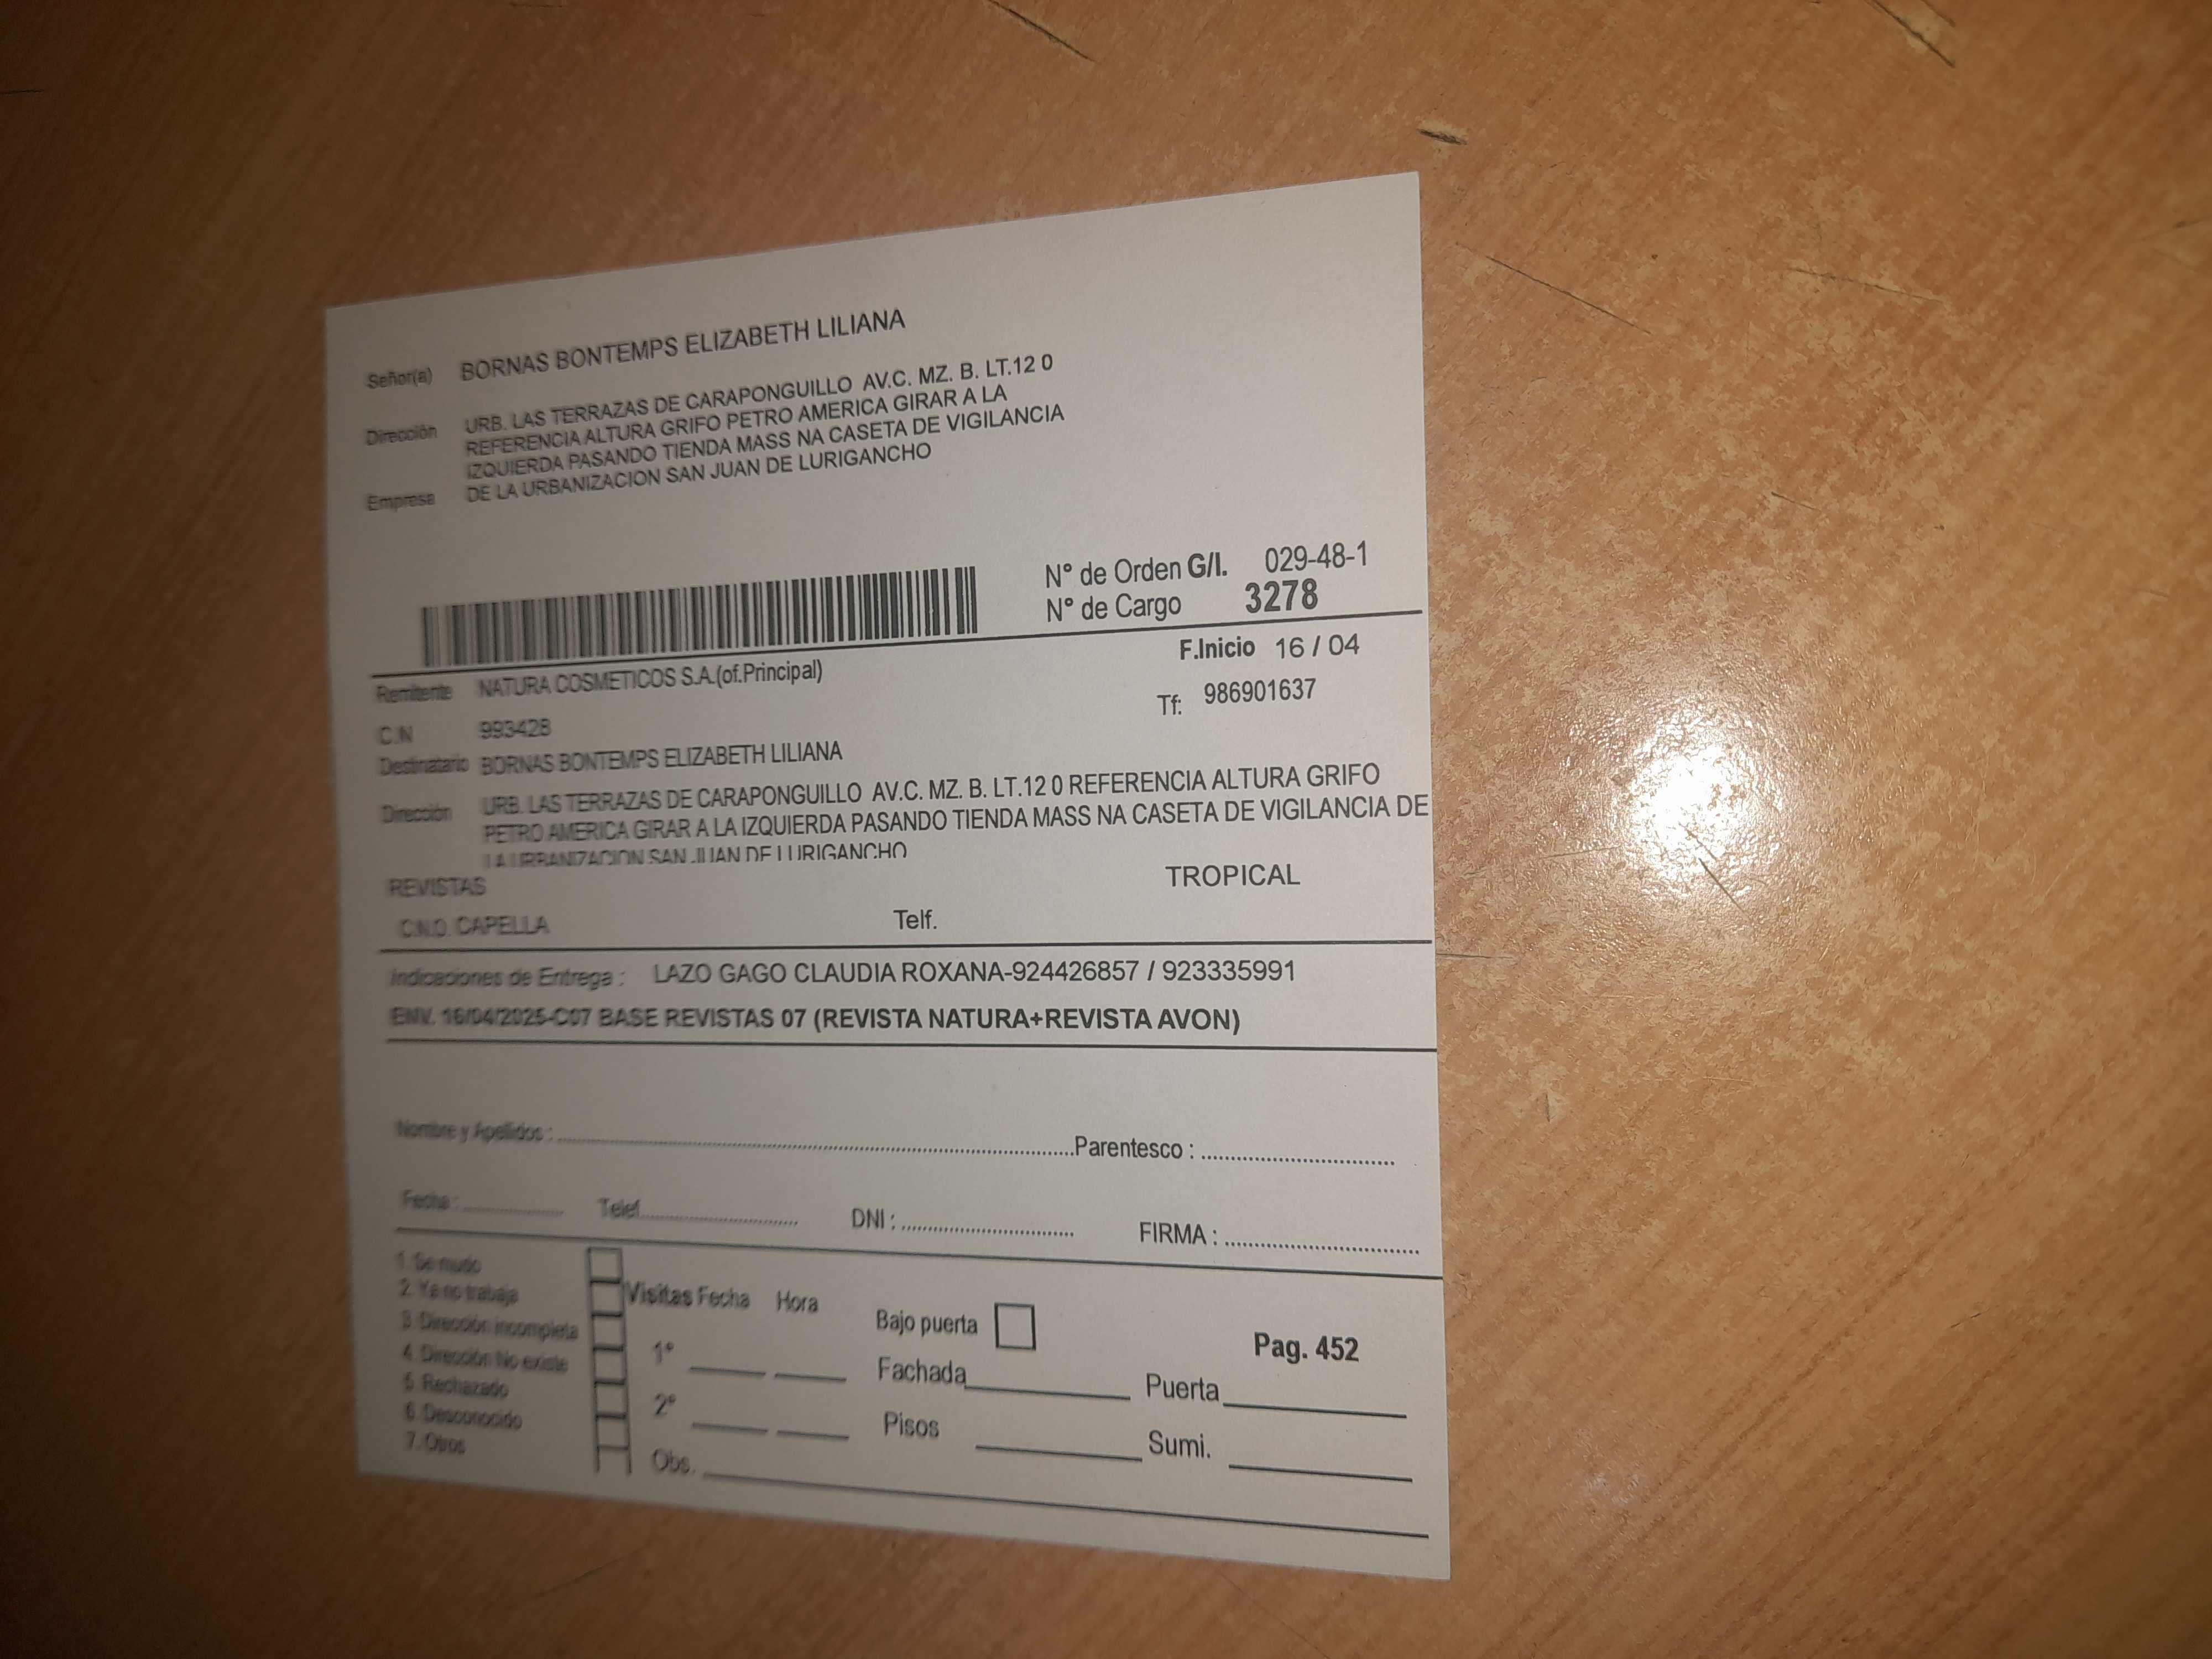 Señor(a) BORNAS BONTEMPS ELIZABETH LILIANA
Dirección URB. LAS TERRAZAS DE CARAPONGUILLO AV.C. MZ. B. LT.12 0
REFERENCIA ALTURA GRIFO PETRO AMERICA GIRAR A LA
IZQUIERDA PASANDO TIENDA MASS NA CASETA DE VIGILANCIA
Empresa DE LA URBANIZACION SAN JUAN DE LURIGANCHO
N° de Orden G/I. 029-48-1
N° de Cargo 3278
F.Inicio 16 / 04
Remitente NATURA COSMETICOS S.A.(of.Principal)
Tf: 986901637
C.N 993428
Destinatario BORNAS BONTEMPS ELIZABETH LILIANA
Dirección URB. LAS TERRAZAS DE CARAPONGUILLO AV.C. MZ. B. LT.12 0 REFERENCIA ALTURA GRIFO
PETRO AMERICA GIRAR A LA IZQUIERDA PASANDO TIENDA MASS NA CASETA DE VIGILANCIA DE
LA URBANIZACION SAN JUAN DE LURIGANCHO
REVISTAS TROPICAL
C.N.O. CAPELLA Telf.
Indicaciones de Entrega : LAZO GAGO CLAUDIA ROXANA-924426857 / 923335991
ENV. 16/04/2025-C07 BASE REVISTAS 07 (REVISTA NATURA+REVISTA AVON)
Nombre y Apellidos : Parentesco :
Fecha : Telef. DNI : FIRMA :
1. Se mudo
2. Ya no trabaja
3. Dirección incompleta
4. Dirección No existe
5. Rechazado
6. Desconocido
7. Otros
Visitas Fecha Hora
1°
2°
Obs.
Bajo puerta
Pag. 452
Fachada Puerta
Pisos Sumi.